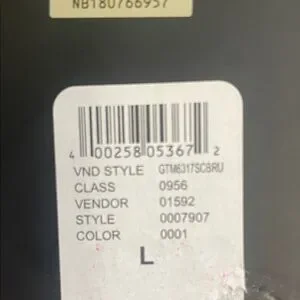 NB180766957
4 00258 05367 2
VND STYLE GTM6317SCBRU
CLASS 0956
VENDOR 01592
STYLE 0007907
COLOR 0001
L